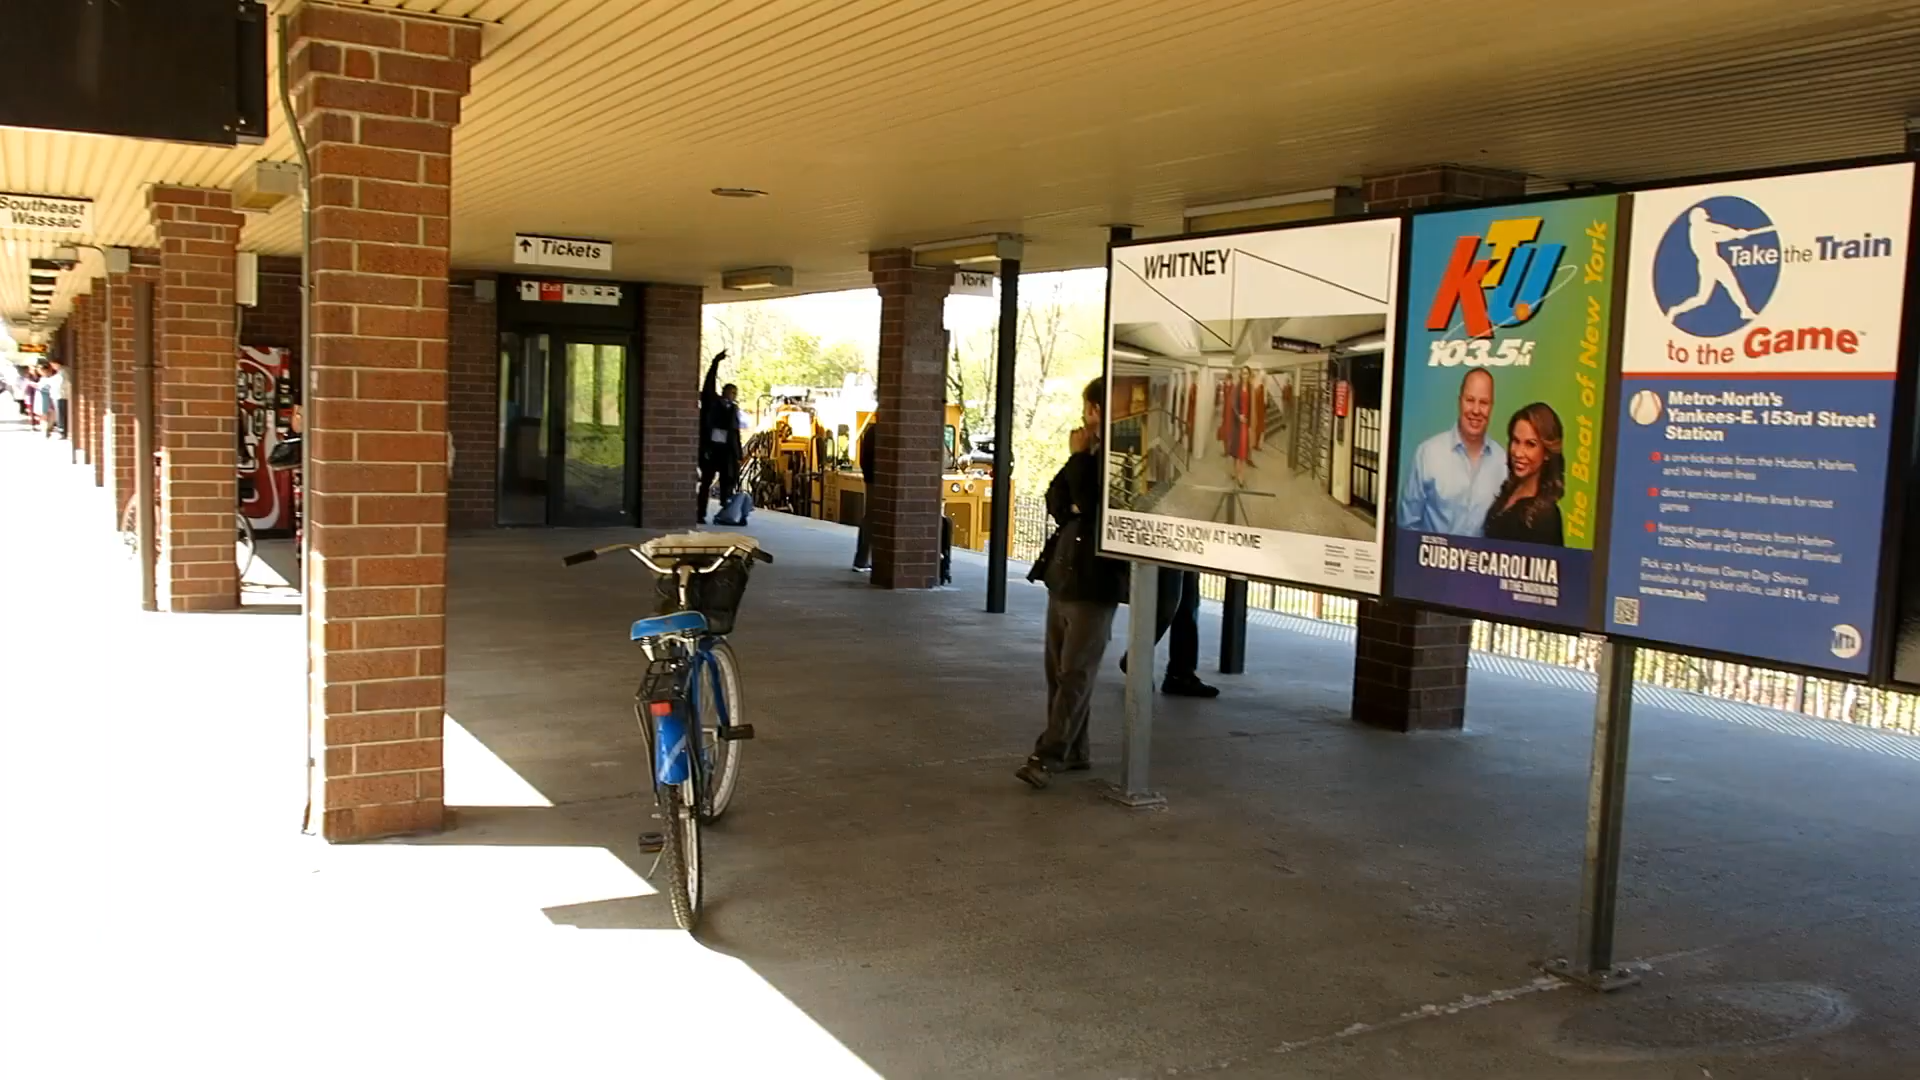 Southeast
Wassaic
Tickets
Exit
York
WHITNEY
AMERICAN ART IS NOW AT HOME
IN THE MEATPACKING
KTU
103.5 FM
The Beat of New York
CUBBY AND CAROLINA
IN THE MORNING
Take the Train
to the Game
Metro-North's
Yankees-E. 153rd Street
Station
a one-ticket ride from the Hudson, Harlem,
and New Haven lines
direct service on all three lines for most
games
frequent game day service from Harlem-
125th Street and Grand Central Terminal
Pick up a Yankees Game Day Service
timetable at any ticket office, call 511, or visit
www.mta.info
MTA